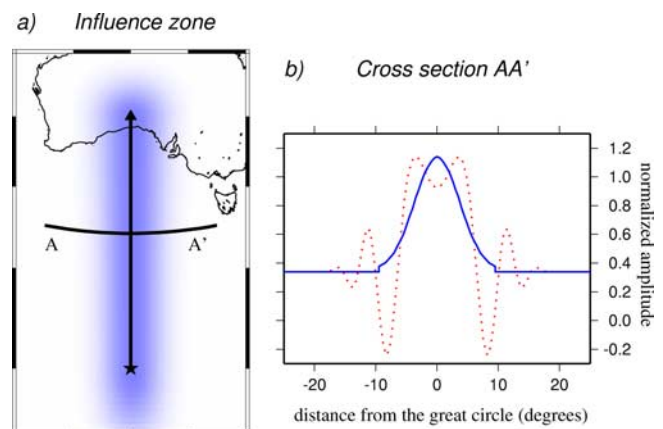 a) Influence zone
A
A'
b) Cross section AA'
1.2
1.0
0.8
0.6
0.4
0.2
0.0
-0.2
normalized amplitude
-20 -10 0 10 20
distance from the great circle (degrees)